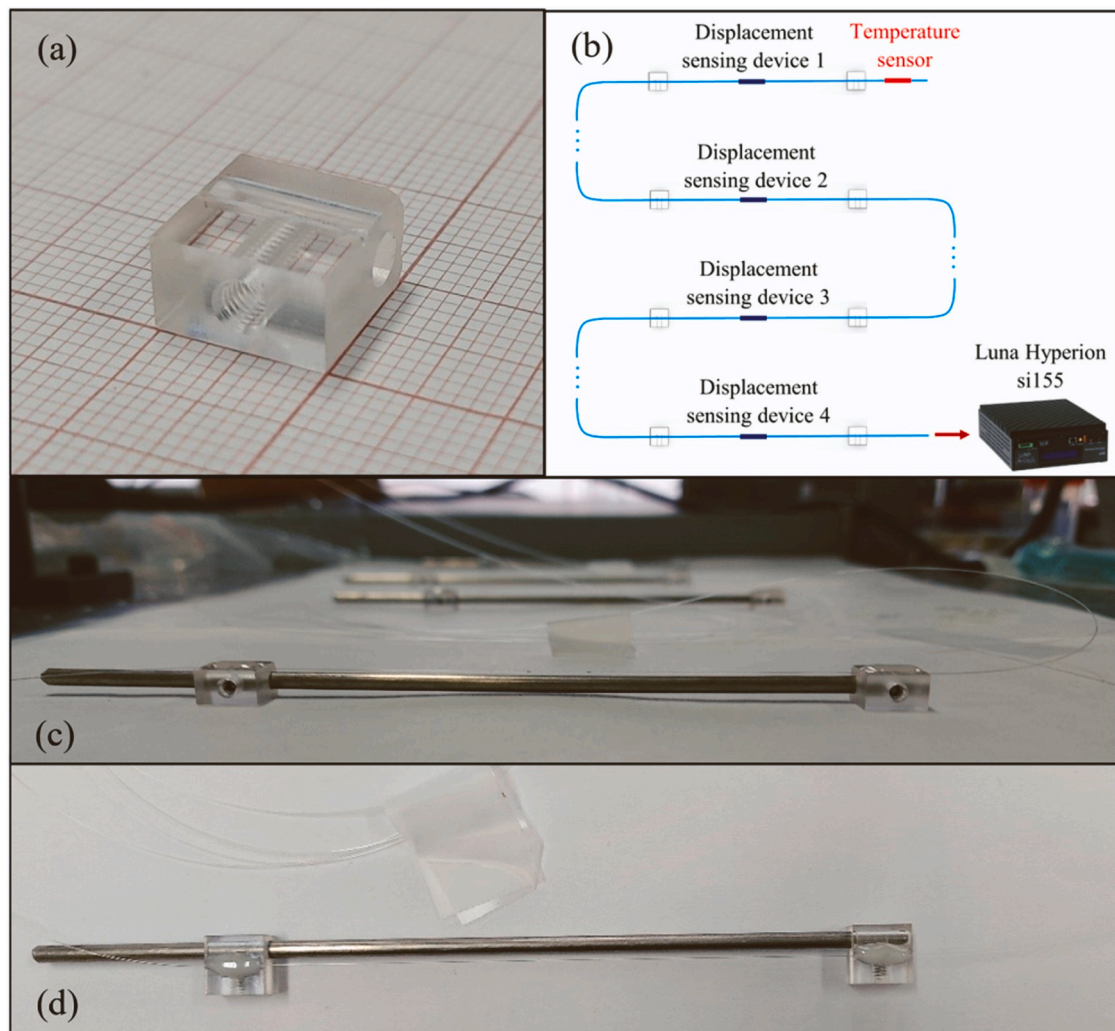 (a)
(b)
Displacement
sensing device 1
Temperature
sensor
Displacement
sensing device 2
Displacement
sensing device 3
Displacement
sensing device 4
Luna Hyperion
si155
(c)
(d)